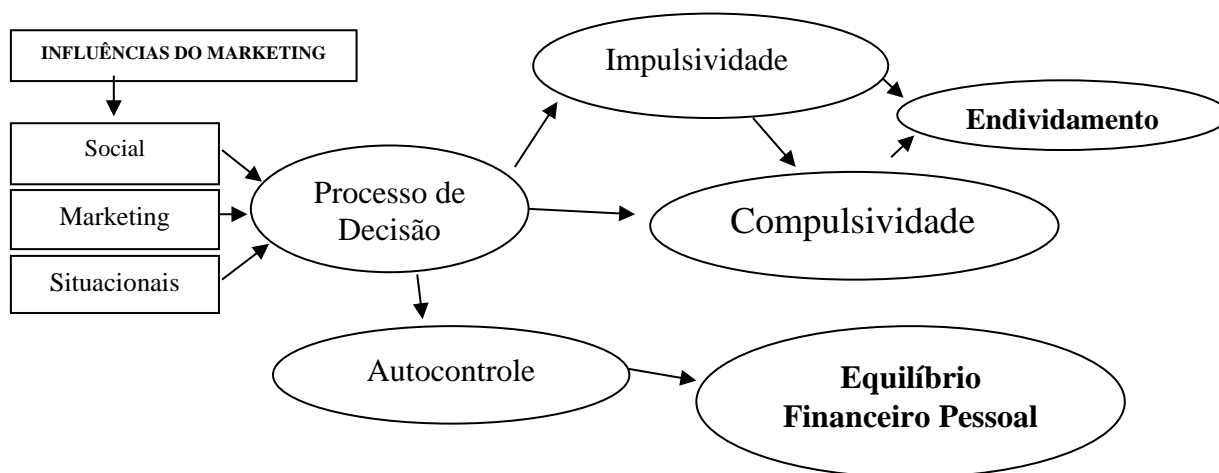 INFLUÊNCIAS DO MARKETING
Social
Marketing
Situacionais
Processo de
Decisão
Impulsividade
Compulsividade
Endividamento
Autocontrole
Equilíbrio
Financeiro Pessoal